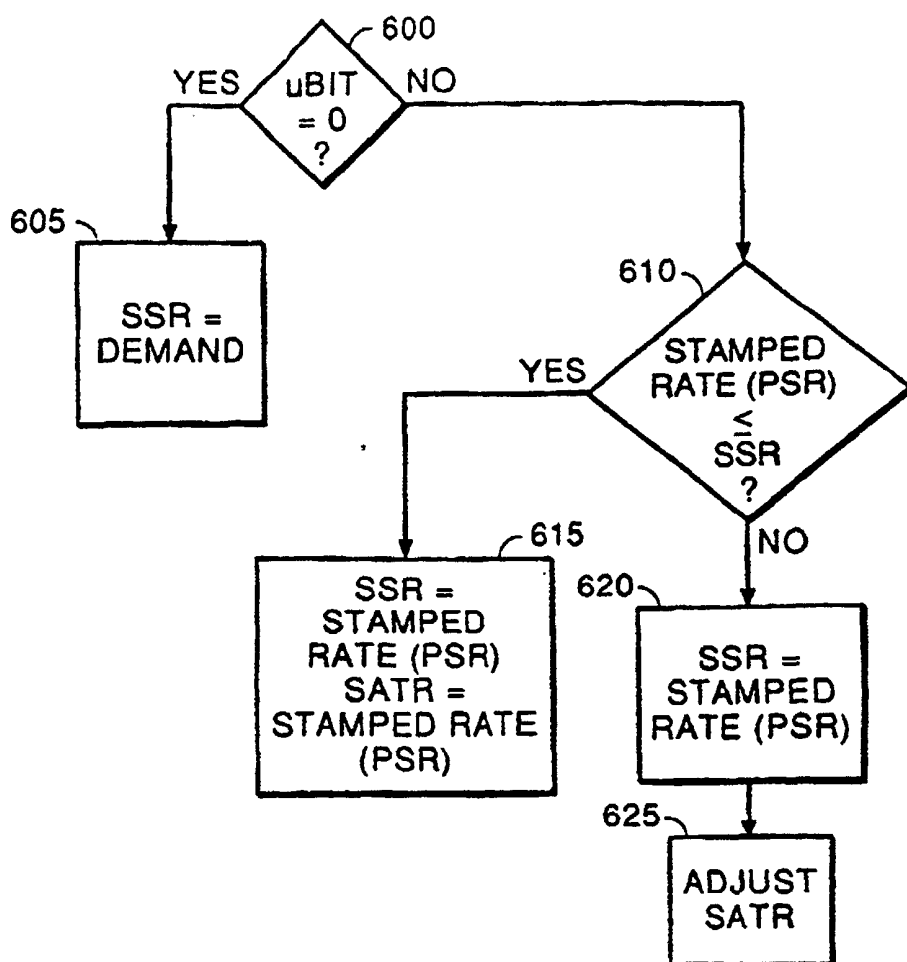 600
YES
uBIT
= 0
?
NO
605
SSR =
DEMAND
610
STAMPED
RATE (PSR)
≤
SSR
?
YES
NO
615
SSR =
STAMPED
RATE (PSR)
SATR =
STAMPED RATE
(PSR)
620
SSR =
STAMPED
RATE (PSR)
625
ADJUST
SATR